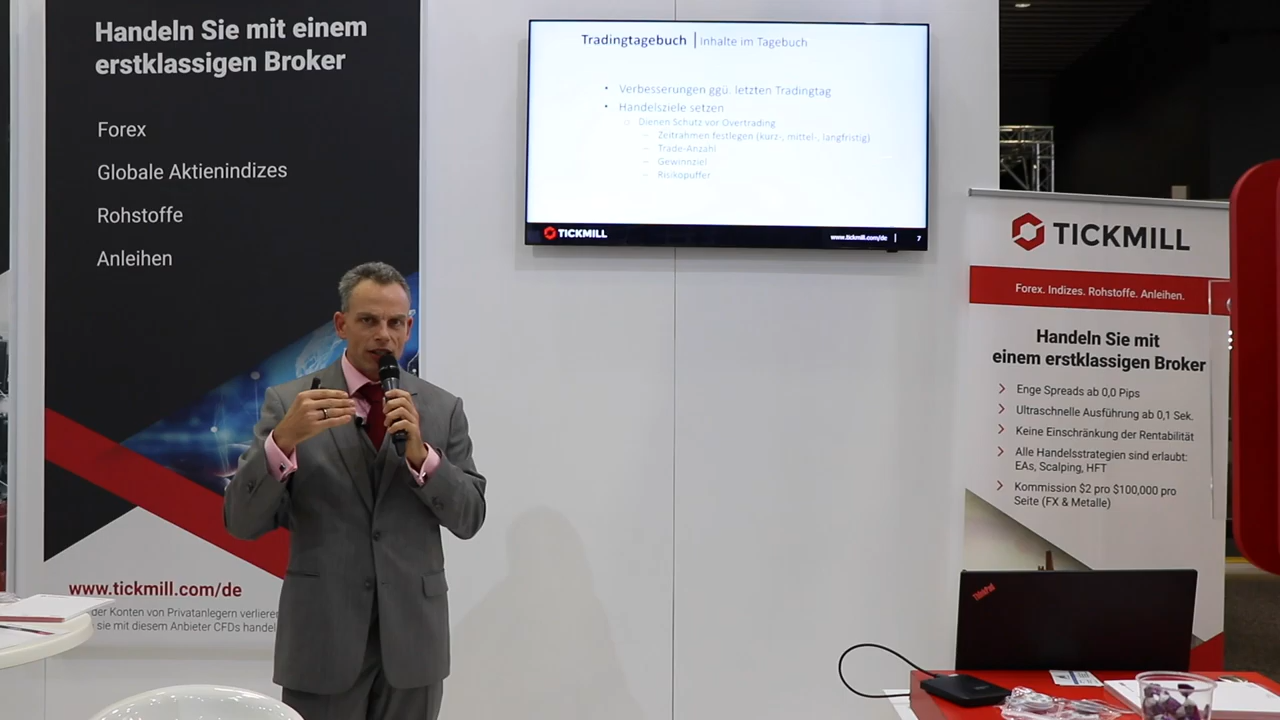 Handeln Sie mit einem
erstklassigen Broker
Forex
Globale Aktienindizes
Rohstoffe
Anleihen
www.tickmill.com/de
der Konten von Privatanlegern verlieren
sie mit diesem Anbieter CFDs handel
Tradingtagebuch | Inhalte im Tagebuch
• Verbesserungen ggü. letzten Tradingtag
• Handelsziele setzen
o Dienen Schutz vor Overtrading
– Zeitrahmen festlegen (kurz-, mittel-, langfristig)
– Trade-Anzahl
– Gewinnziel
– Risikopuffer
TICKMILL
www.tickmill.com/de | 7
TICKMILL
Forex. Indizes. Rohstoffe. Anleihen.
Handeln Sie mit
einem erstklassigen Broker
Enge Spreads ab 0,0 Pips
Ultraschnelle Ausführung ab 0,1 Sek.
Keine Einschränkung der Rentabilität
Alle Handelsstrategien sind erlaubt:
EAs, Scalping, HFT
Kommission $2 pro $100,000 pro
Seite (FX & Metalle)
ThinkPad